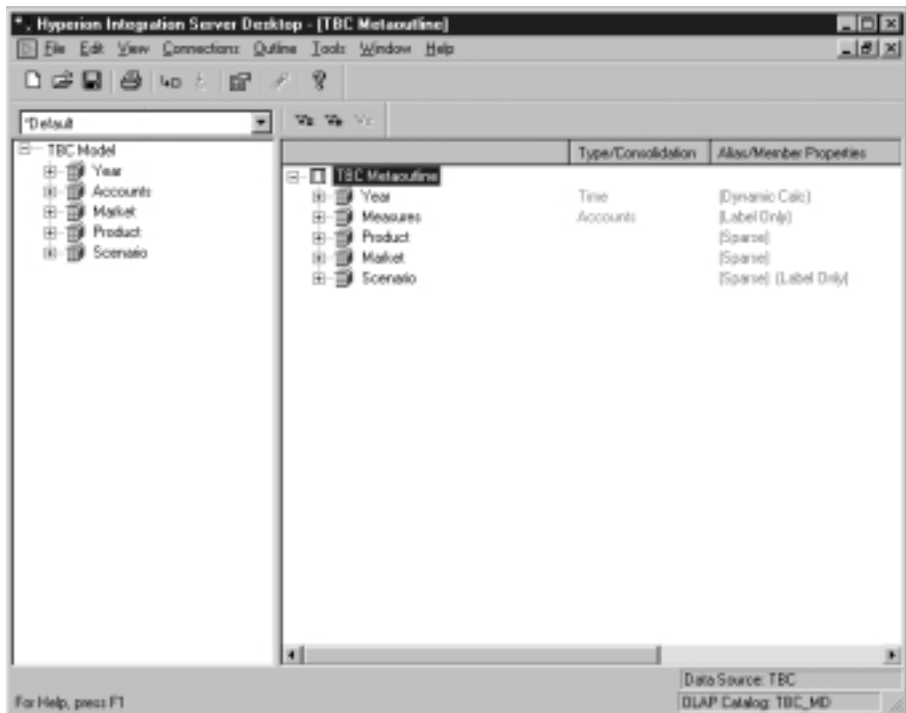 *, Hyperion Integration Server Desktop - [TBC Metaoutline]
File Edit View Connections Outline Tools Window Help
*Default
TBC Model
Year
Accounts
Market
Product
Scenario
Type/Consolidation Alias/Member Properties
TBC Metaoutline
Year Time (Dynamic Calc)
Measures Accounts (Label Only)
Product (Sparse)
Market (Sparse)
Scenario (Sparse) (Label Only)
Data Source: TBC
For Help, press F1
OLAP Catalog: TBC_MD